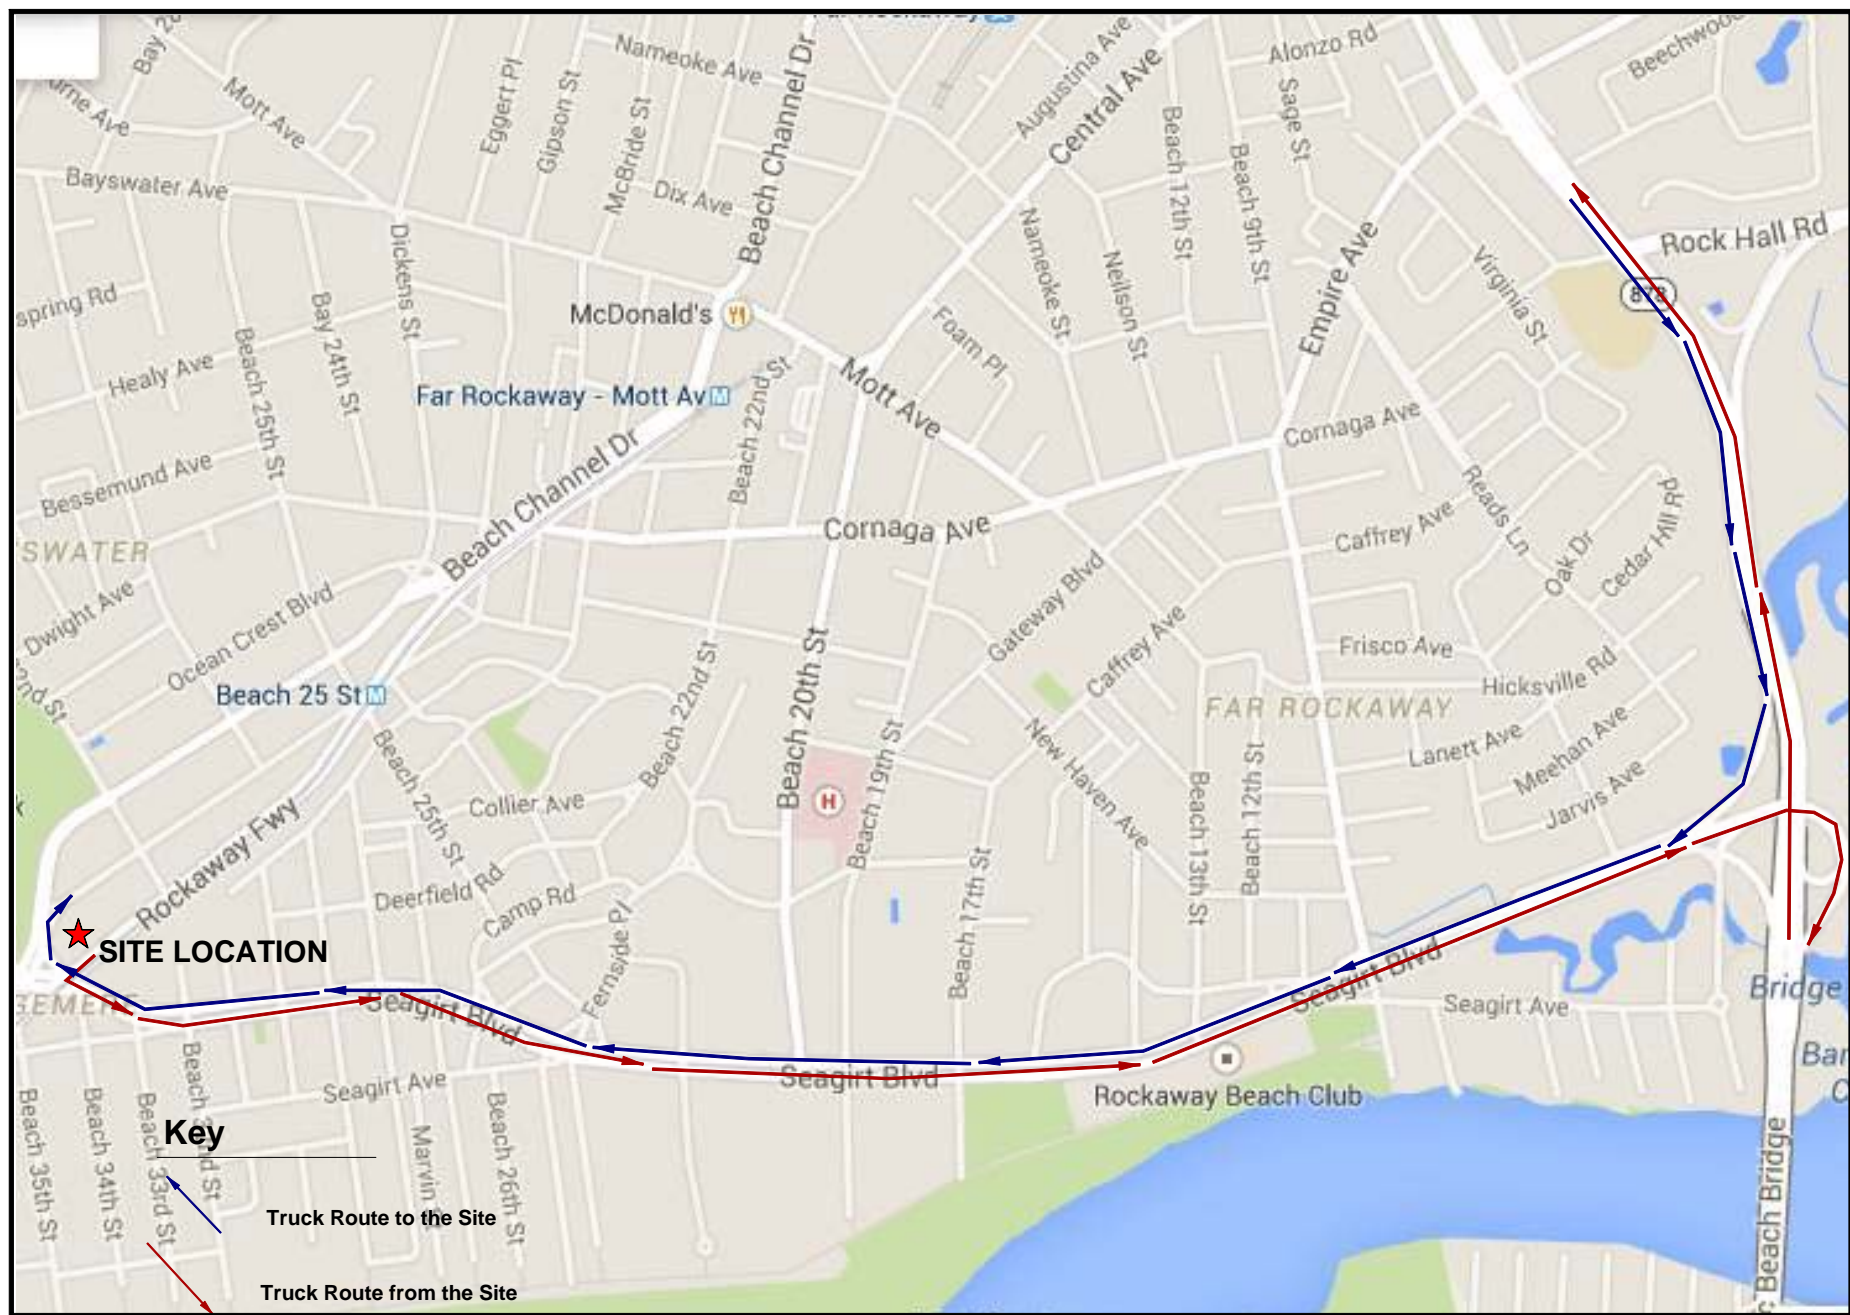 Bay
Mott Ave
Bayswater Ave
Eggert Pl
Gipson St
McBride St
Nameoke Ave
Dix Ave
Beach Channel Dr
Augustina Ave
Central Ave
Beach 12th St
Beach 9th St
Sage St
Alonzo Rd
Rock Hall Rd
878
Virginia St
Empire Ave
Nameoke St
Neilson St
Foam Pl
Dickens St
Bay 24th St
Beach 25th St
Healy Ave
McDonald's
Far Rockaway - Mott Av
M
Beach 22nd St
Mott Ave
Cornaga Ave
Bessemund Ave
Beach Channel Dr
Cornaga Ave
Reads Ln
Caffrey Ave
Oak Dr
Cedar Hill Rd
Dwight Ave
Ocean Crest Blvd
Beach 25 St
M
Beach 22nd St
Beach 20th St
Gateway Blvd
Caffrey Ave
Frisco Ave
Hicksville Rd
FAR ROCKAWAY
Lanett Ave
Meehan Ave
Jarvis Ave
Beach 25th St
Collier Ave
H
Beach 19th St
New Haven Ave
Beach 13th St
Beach 12th St
Rockaway Fwy
Deerfield Rd
Camp Rd
Fernside Pl
Beach 17th St
SITE LOCATION
Seagirt Blvd
Seagirt Blvd
Seagirt Blvd
Seagirt Ave
Bridge
Seagirt Ave
Rockaway Beach Club
Beach 35th St
Beach 34th St
Beach 33rd St
Beach 32nd St
Marvin St
Beach 26th St
Beach Bridge
Key
Truck Route to the Site
Truck Route from the Site